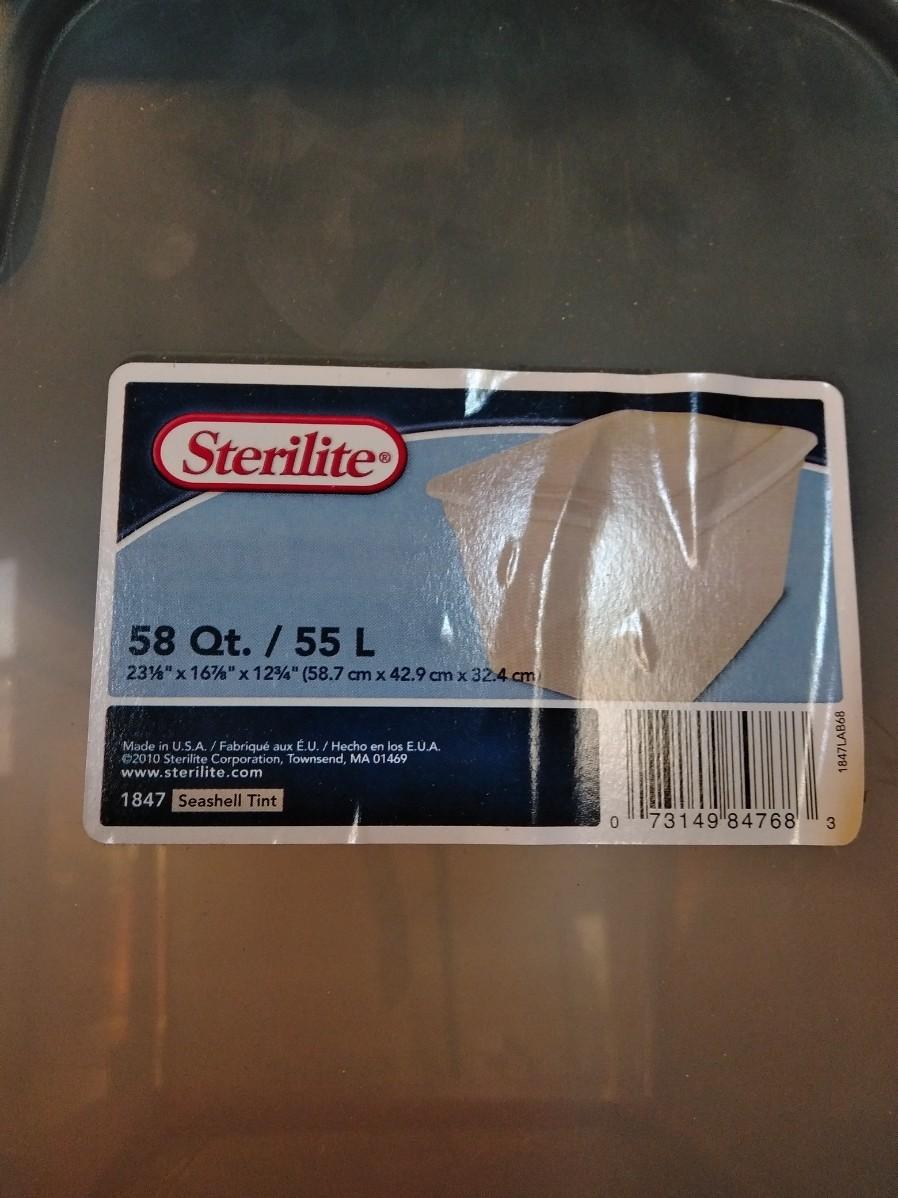 Sterilite®
58 Qt. / 55 L
23⅛" x 16⅞" x 12¾" (58.7 cm x 42.9 cm x 32.4 cm)
Made in U.S.A. / Fabriqué aux É.U. / Hecho en los E.U.A.
©2010 Sterilite Corporation, Townsend, MA 01469
www.sterilite.com
1847 Seashell Tint
0 73149 84768 3
1847LAB68